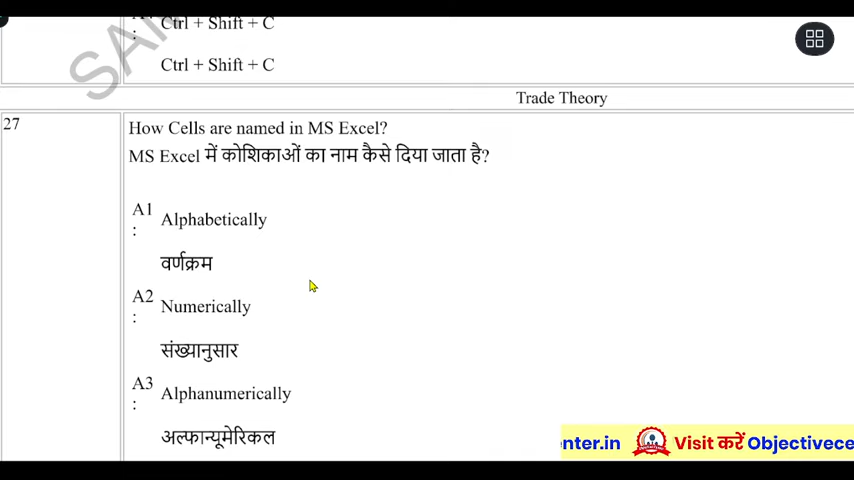 Ctrl + Shift + C
:
Ctrl + Shift + C
Trade Theory
27
How Cells are named in MS Excel?
MS Excel में कोशिकाओं का नाम कैसे दिया जाता है?
A1
:
Alphabetically
वर्णक्रम
A2
:
Numerically
संख्यानुसार
A3
:
Alphanumerically
अल्फान्यूमेरिकल
enter.in Visit करें Objectivece